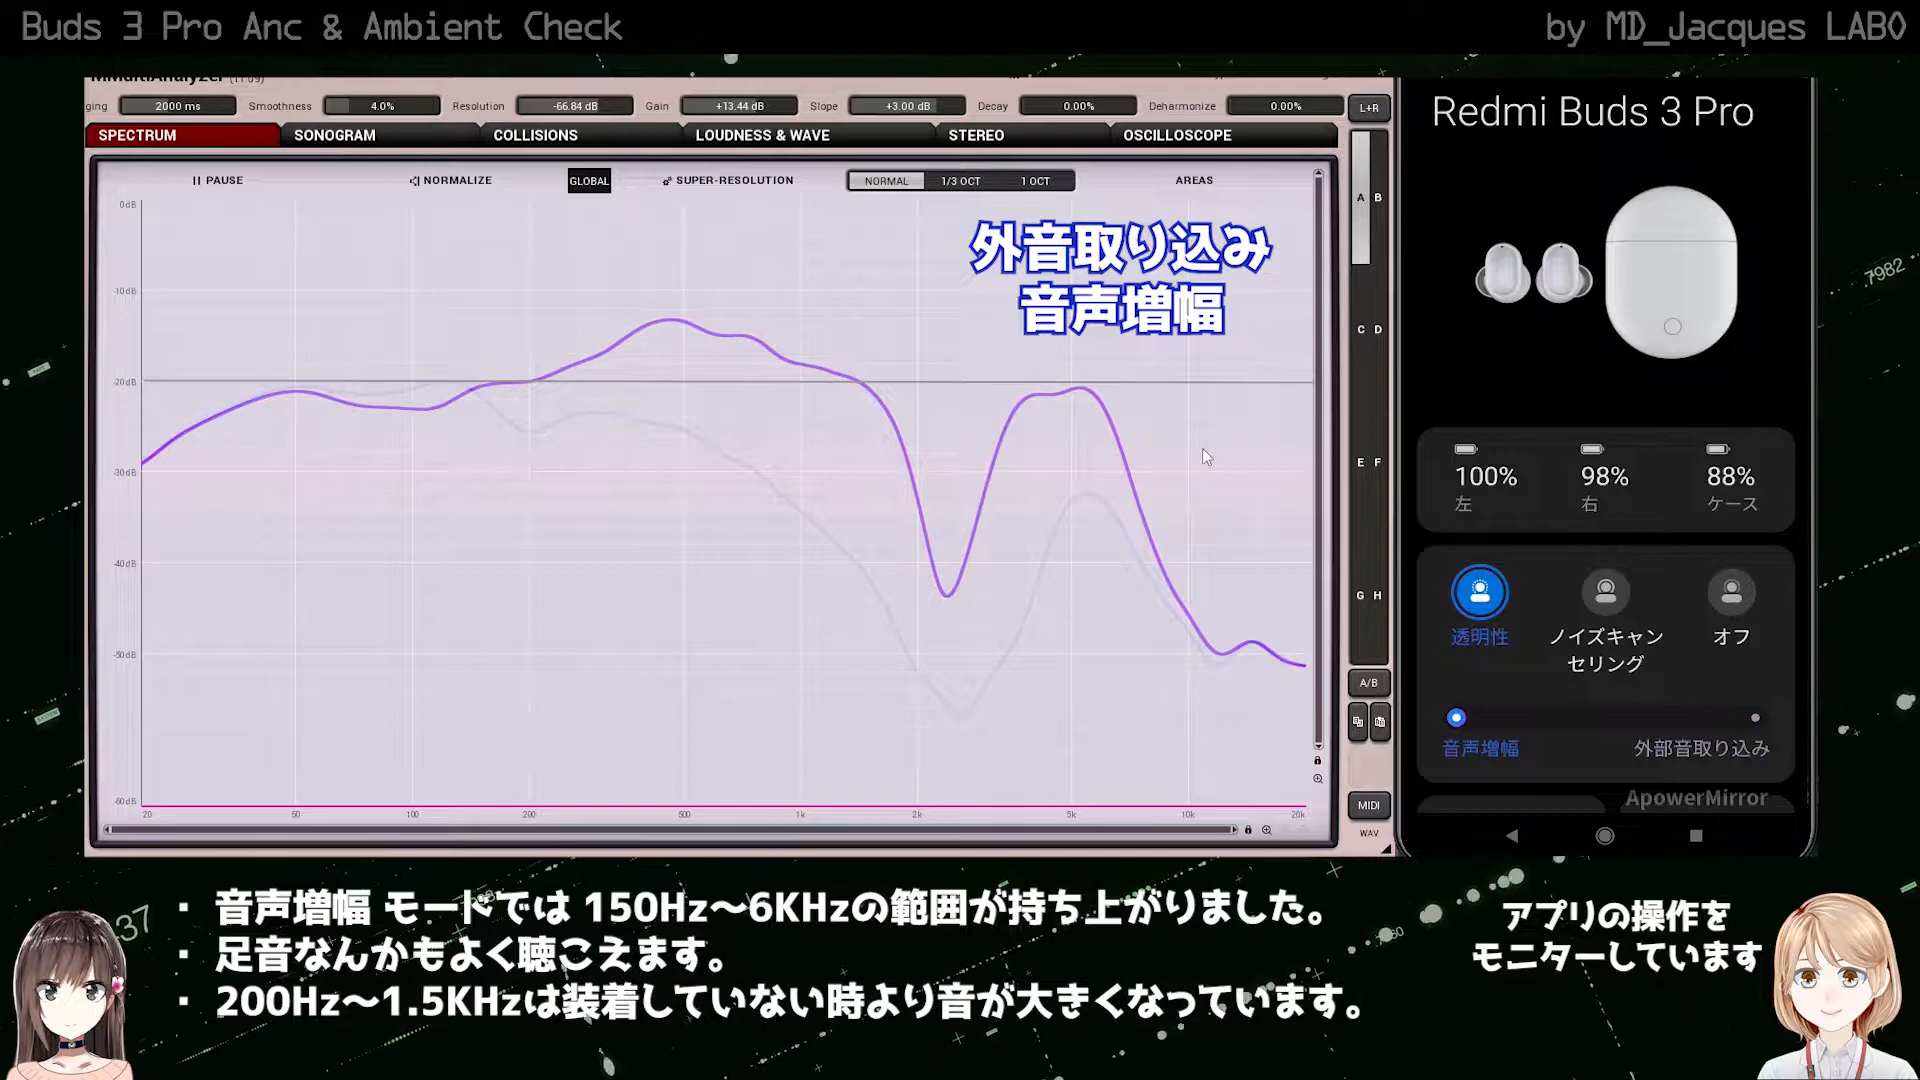 Buds 3 Pro Anc & Ambient Check
by MD_Jacques LABO
MMultiAnalyzer (11.09)
ging 2000 ms Smoothness 4.0% Resolution -66.84 dB Gain +13.44 dB Slope +3.00 dB Decay 0.00% Deharmonize 0.00% L+R
SPECTRUM SONOGRAM COLLISIONS LOUDNESS & WAVE STEREO OSCILLOSCOPE
PAUSE NORMALIZE GLOBAL SUPER-RESOLUTION NORMAL 1/3 OCT 1 OCT AREAS
0dB
-10dB
-20dB
-30dB
-40dB
-50dB
-60dB
20 50 100 200 500 1k 2k 5k 10k 20k
外音取り込み
音声増幅
A B
C D
E F
G H
A/B
MIDI
WAV
Redmi Buds 3 Pro
100% 98% 88%
左 右 ケース
透明性 ノイズキャン オフ
セリング
音声増幅 外部音取り込み
ApowerMirror
7982
37
・ 音声増幅 モードでは 150Hz～6KHzの範囲が持ち上がりました。
・ 足音なんかもよく聴こえます。
・ 200Hz～1.5KHzは装着していない時より音が大きくなっています。
アプリの操作を
モニターしています